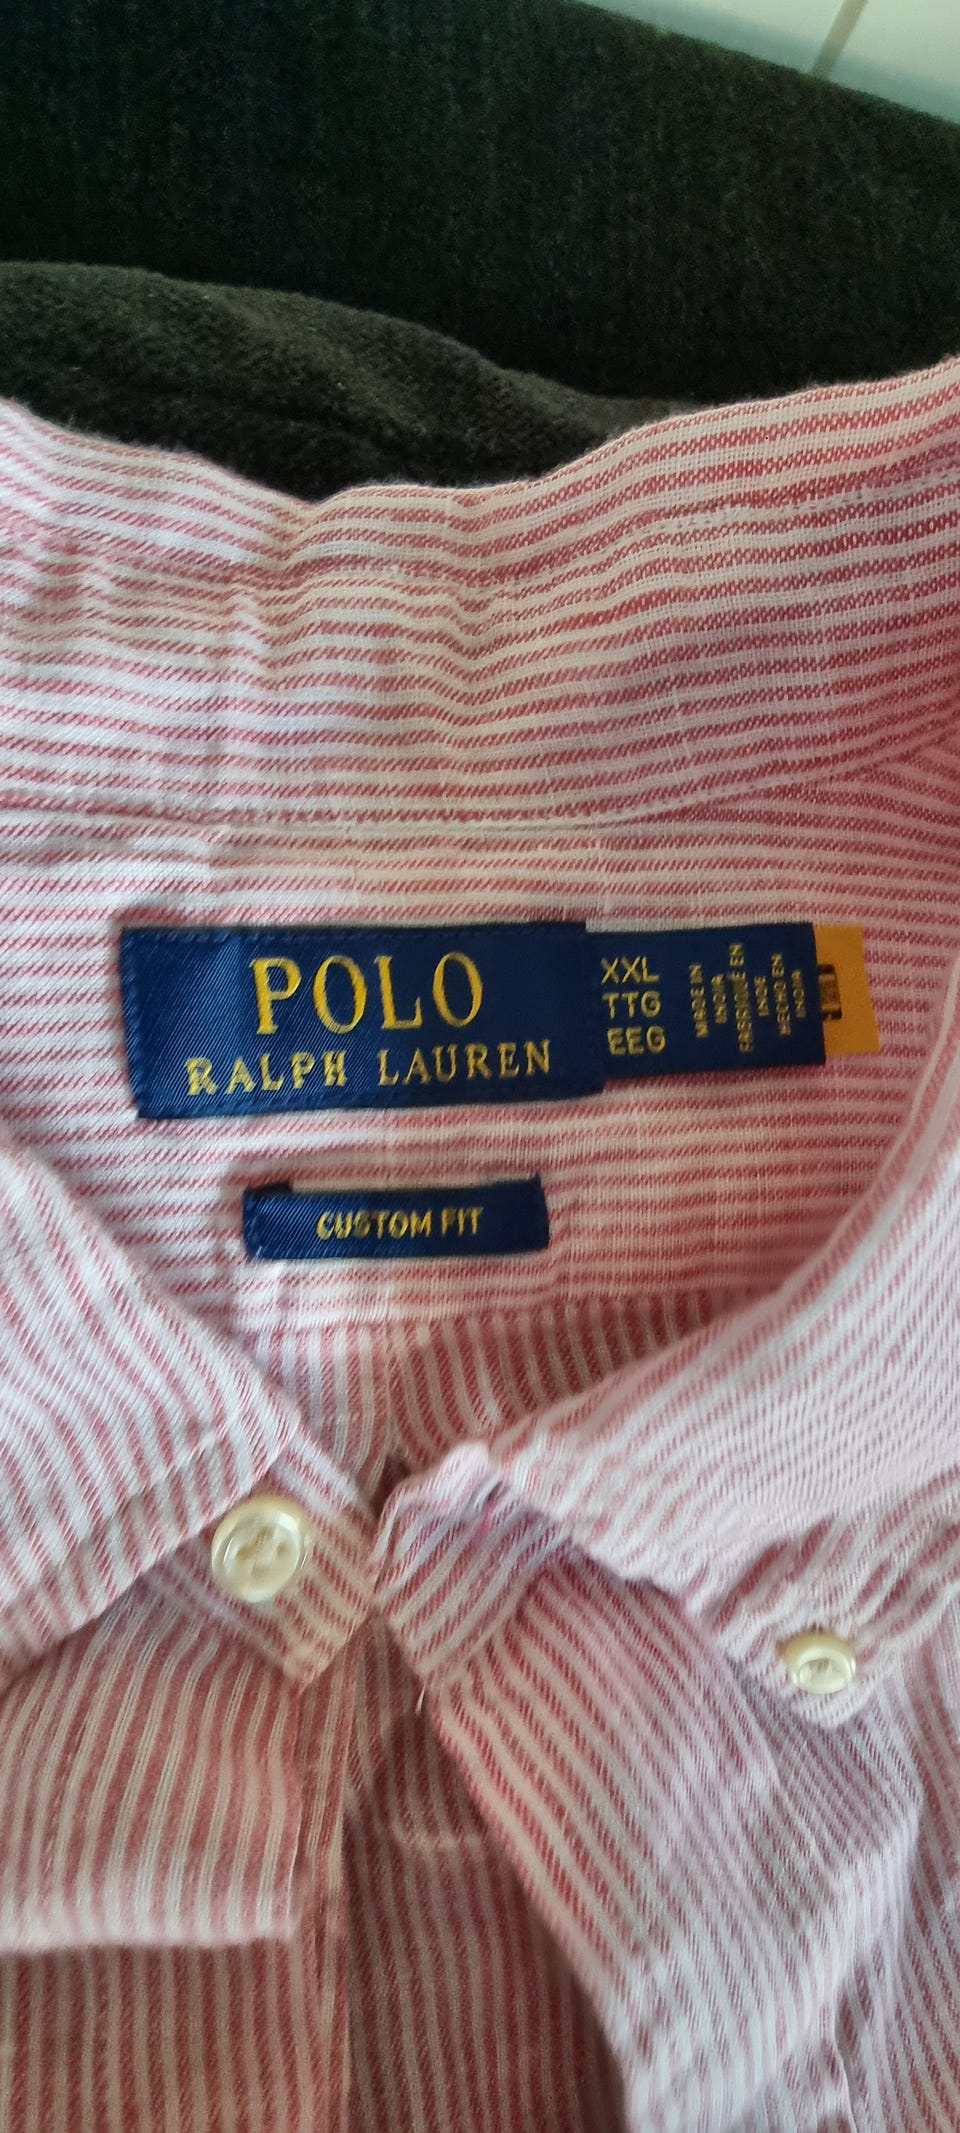 POLO
RALPH LAUREN
XXL
TTG
EEG
MADE IN
INDIA
FABRIQUÉ EN
INDE
HECHO EN
INDIA
CUSTOM FIT